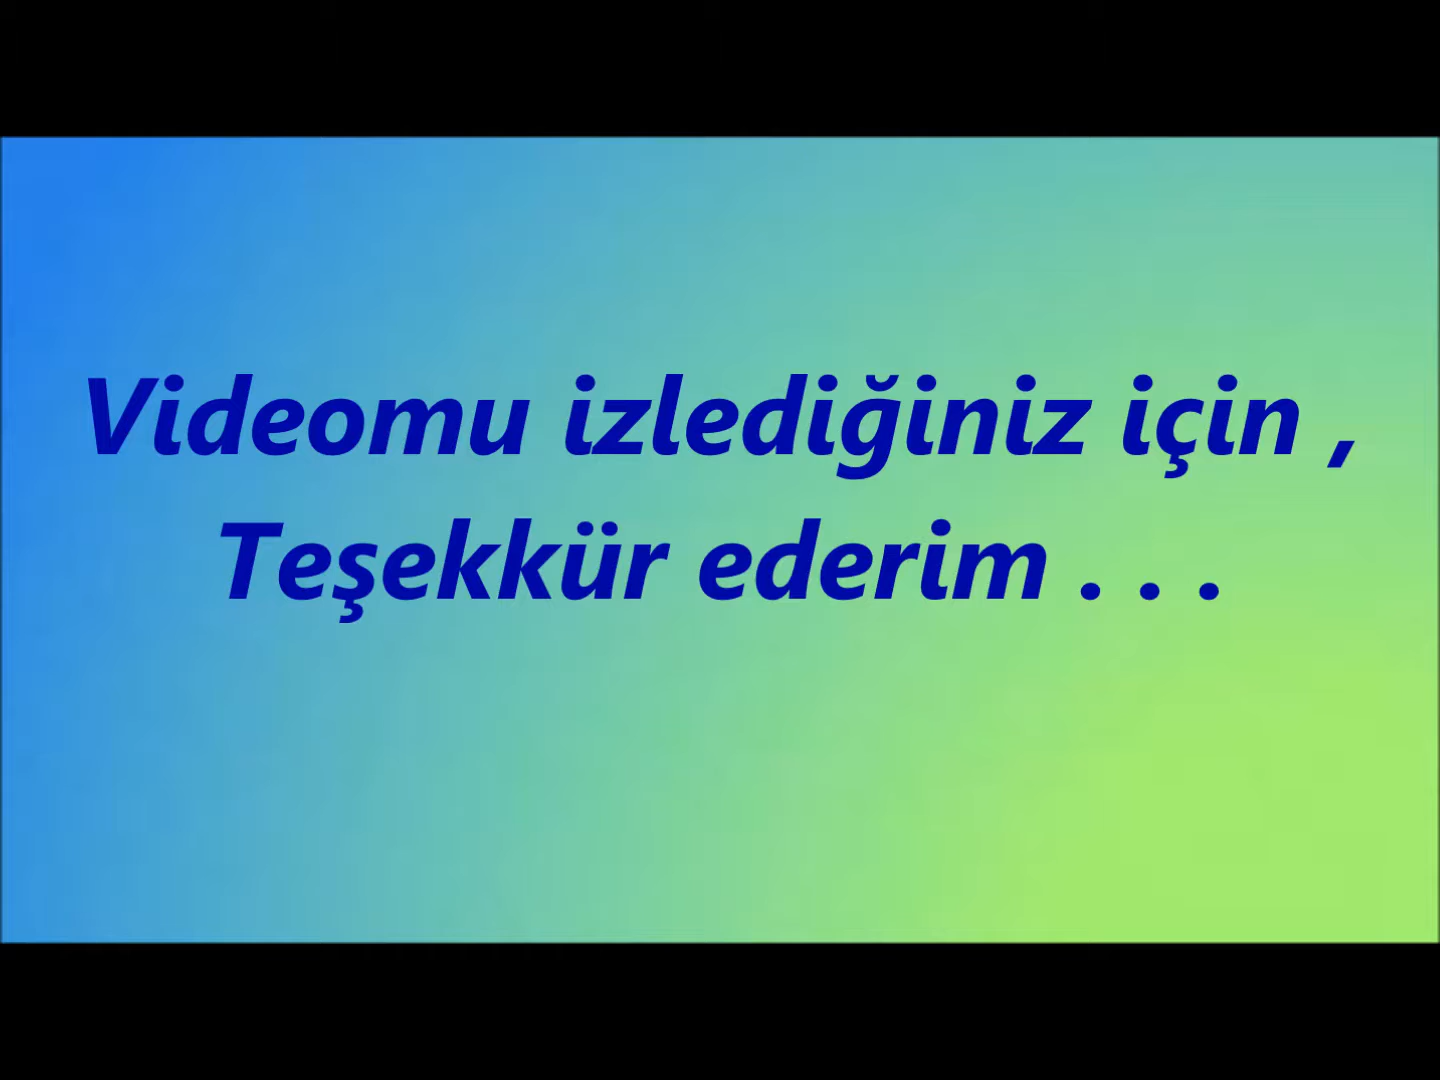 Videomu izlediğiniz için ,
Teşekkür ederim . . .